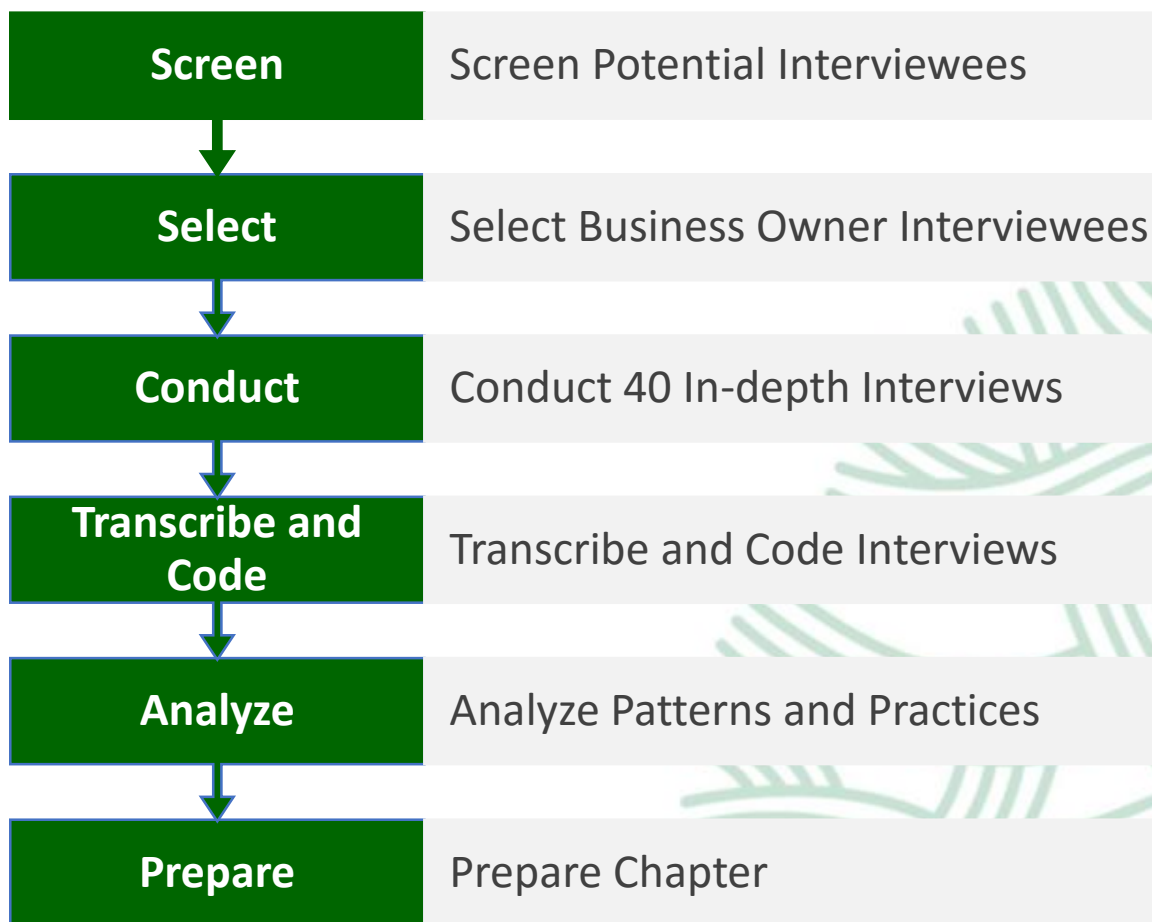 Screen
Screen Potential Interviewees
Select
Select Business Owner Interviewees
Conduct
Conduct 40 In-depth Interviews
Transcribe and
Code
Transcribe and Code Interviews
Analyze
Analyze Patterns and Practices
Prepare
Prepare Chapter